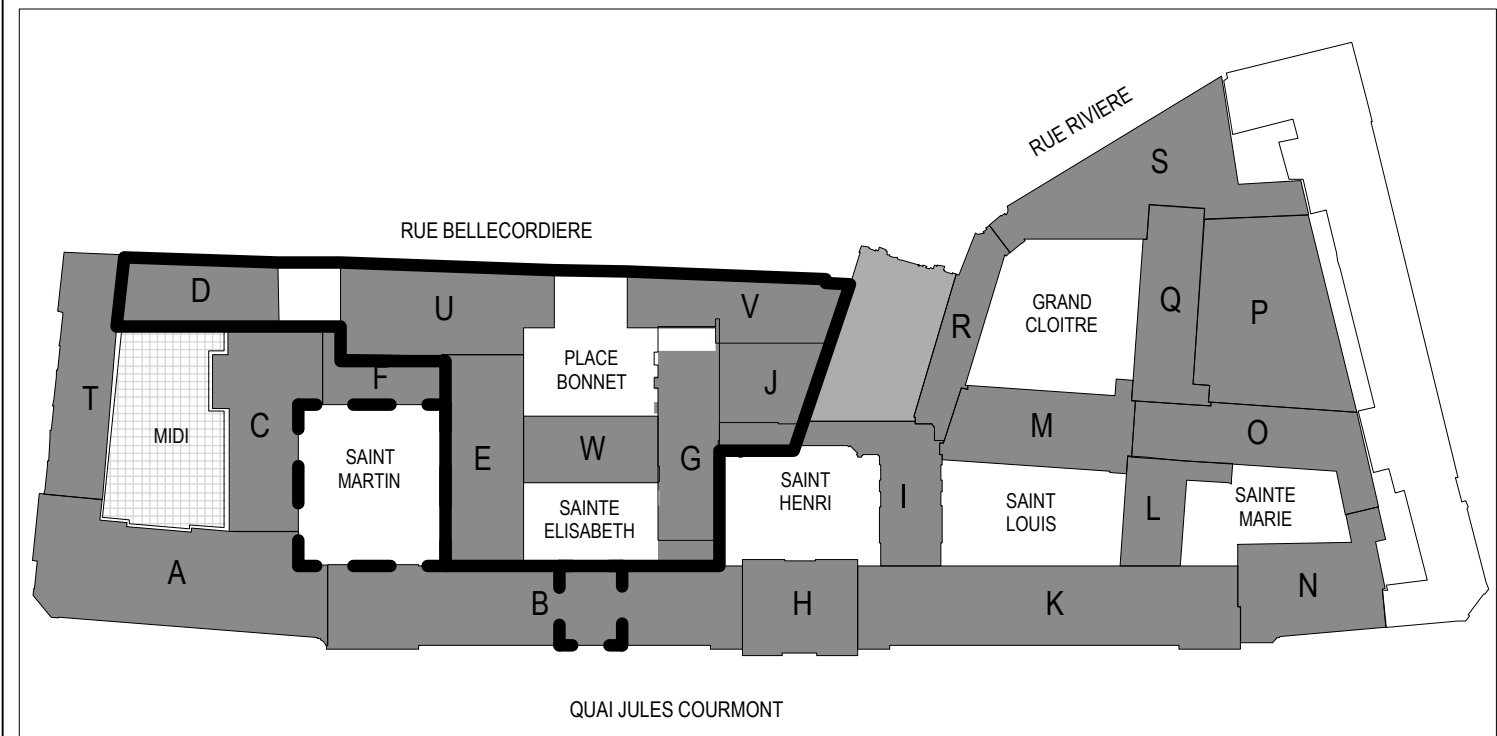 RUE RIVIERE
S
RUE BELLECORDIERE
D
U
V
GRAND
CLOITRE
Q
P
R
PLACE
BONNET
F
J
T
C
MIDI
M
O
W
E
G
SAINT
MARTIN
SAINT
HENRI
I
SAINT
LOUIS
L
SAINTE
MARIE
SAINTE
ELISABETH
A
B
H
K
N
QUAI JULES COURMONT